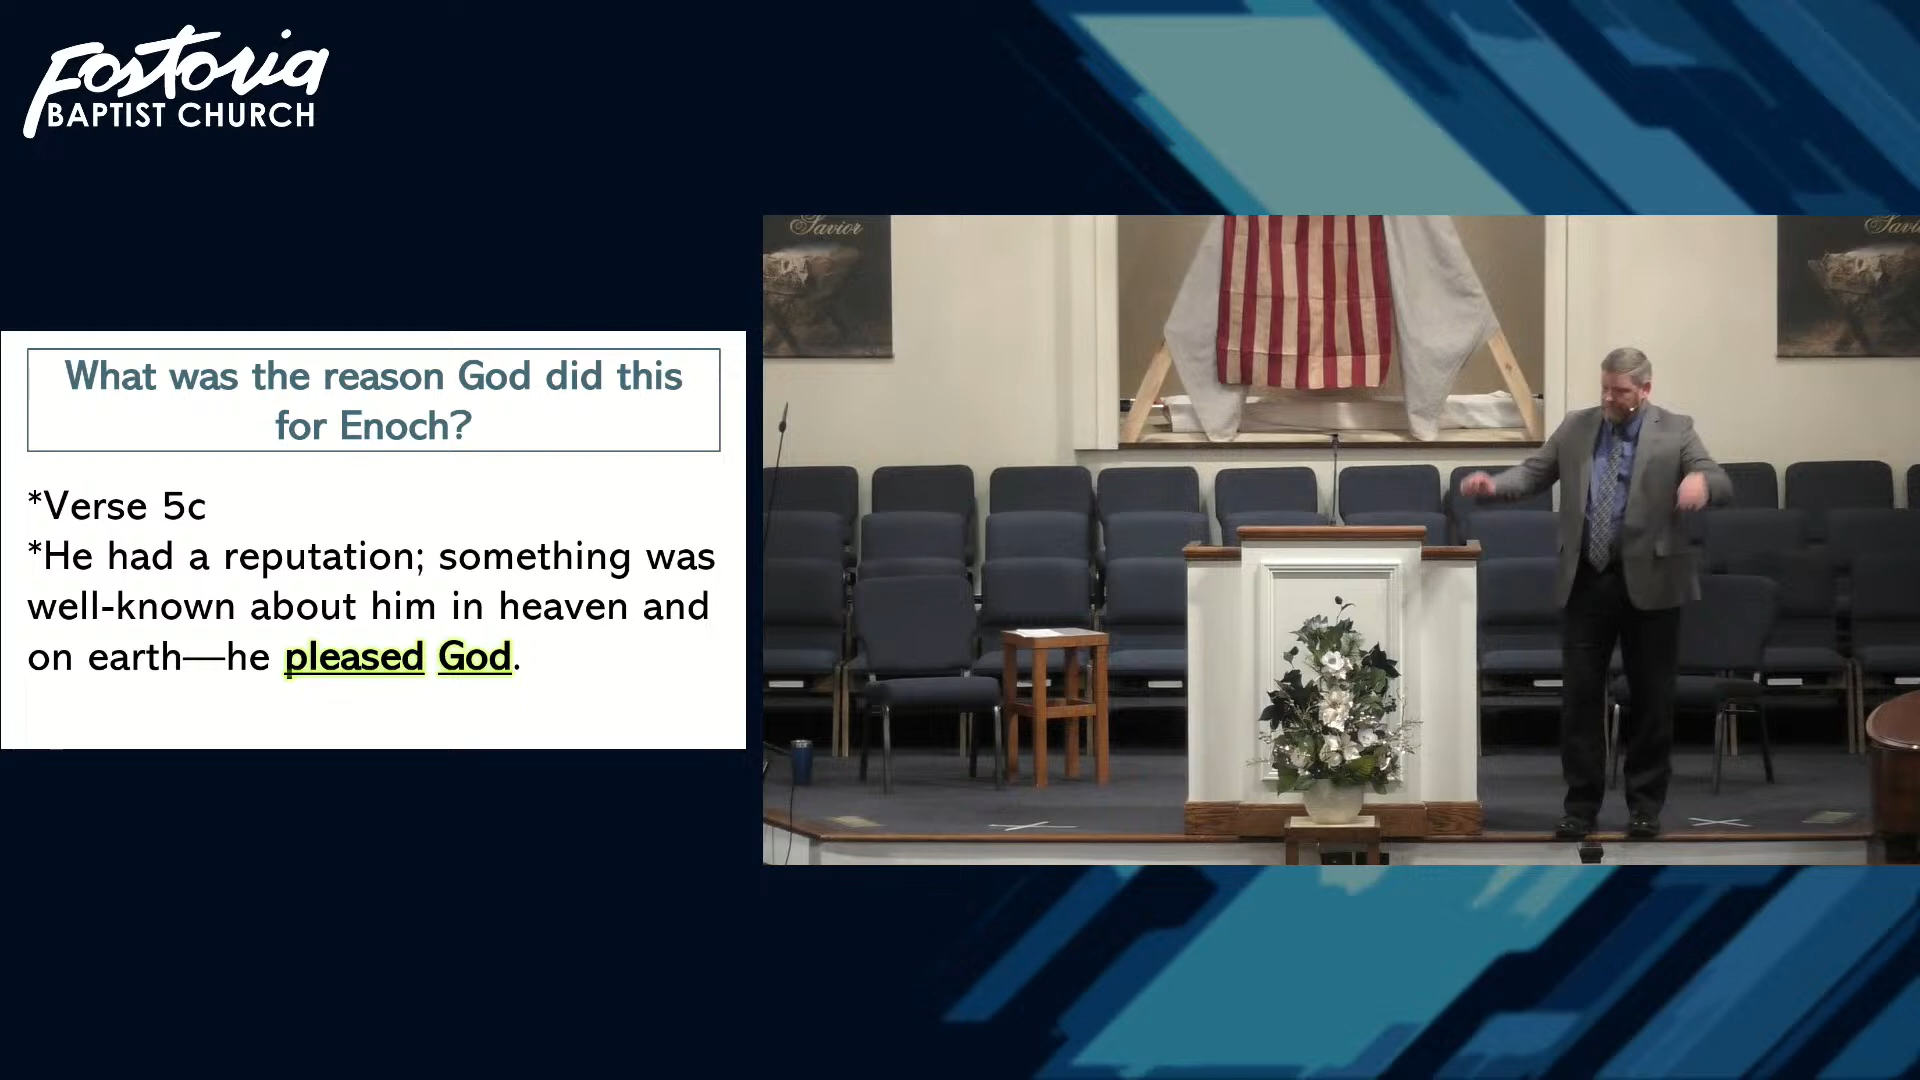 Fostoria
BAPTIST CHURCH
What was the reason God did this
for Enoch?
*Verse 5c
*He had a reputation; something was
well-known about him in heaven and
on earth—he pleased God.
Savior